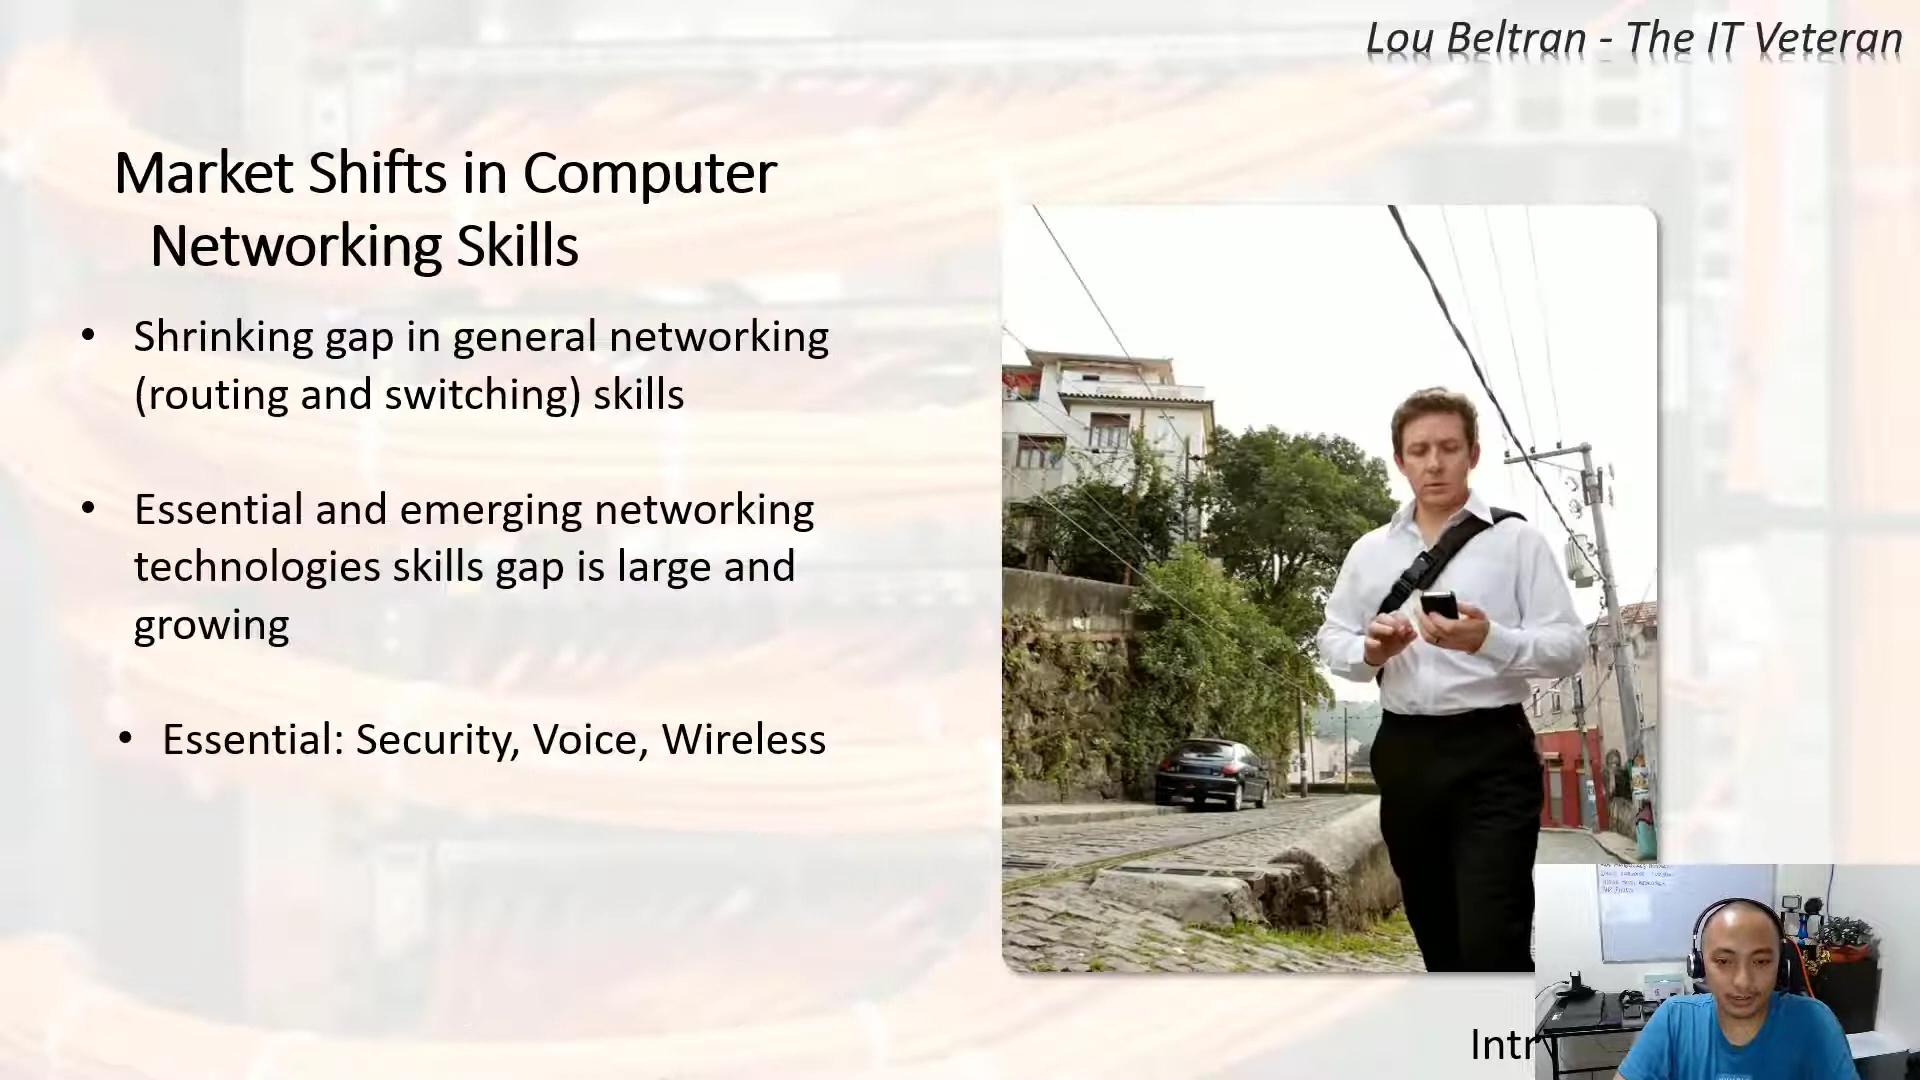 Lou Beltran - The IT Veteran
Market Shifts in Computer
Networking Skills
• Shrinking gap in general networking
(routing and switching) skills
• Essential and emerging networking
technologies skills gap is large and
growing
• Essential: Security, Voice, Wireless
Intr